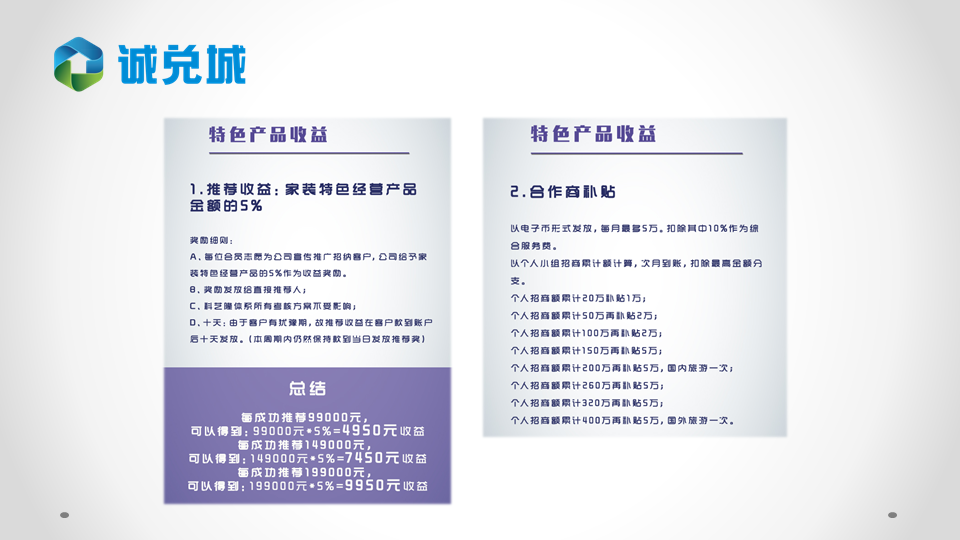 诚兑城
特色产品收益
1.推荐收益：家装特色经营产品
金额的5%
奖励细则：
A、每位会员志愿为公司宣传推广招纳客户，公司给予家
装特色经营产品的5%作为收益奖励。
B、奖励发放给直接推荐人；
C、科艺隆体系所有考核方案不受影响；
D、十天：由于客户有犹豫期，故推荐收益在客户款到账户
后十天发放。（本周期内仍然保持款到当日发放推荐奖）
总结
每成功推荐99000元，
可以得到：99000元*5%=4950元收益
每成功推荐149000元，
可以得到：149000元*5%=7450元收益
每成功推荐199000元，
可以得到：199000元*5%=9950元收益
特色产品收益
2.合作商补贴
以电子币形式发放，每月最多5万。扣除其中10%作为综
合服务费。
以个人小组招商累计额计算，次月到账，扣除最高金额分
支。
个人招商额累计20万补贴1万；
个人招商额累计50万再补贴2万；
个人招商额累计100万再补贴2万；
个人招商额累计150万再补贴5万；
个人招商额累计200万再补贴5万，国内旅游一次；
个人招商额累计260万再补贴5万；
个人招商额累计320万再补贴5万；
个人招商额累计400万再补贴5万，国外旅游一次。